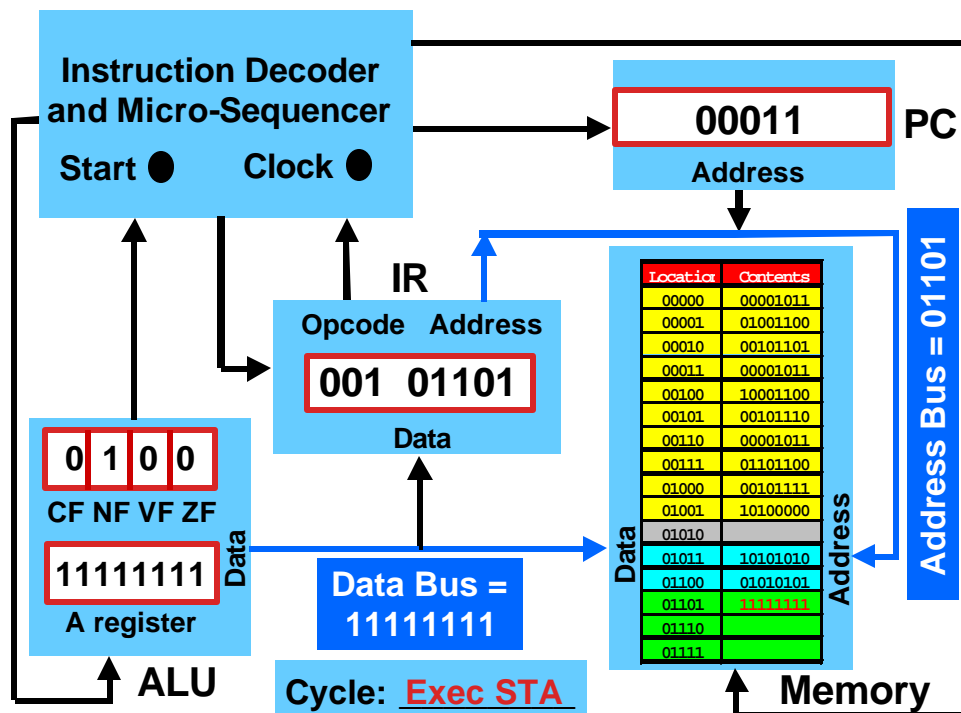 Instruction Decoder
and Micro-Sequencer
Start Clock
00011
PC
Address
IR
Opcode Address
001 01101
Data
0 1 0 0
CF NF VF ZF
11111111
A register
Data
ALU
Data Bus =
11111111
Cycle: Exec STA
Location Contents
00000 00001011
00001 01001100
00010 00101101
00011 00001011
00100 10001100
00101 00101110
00110 00001011
00111 01101100
01000 00101111
01001 10100000
01010
01011 10101010
01100 01010101
01101 11111111
01110
01111
Data
Address
Memory
Address Bus = 01101